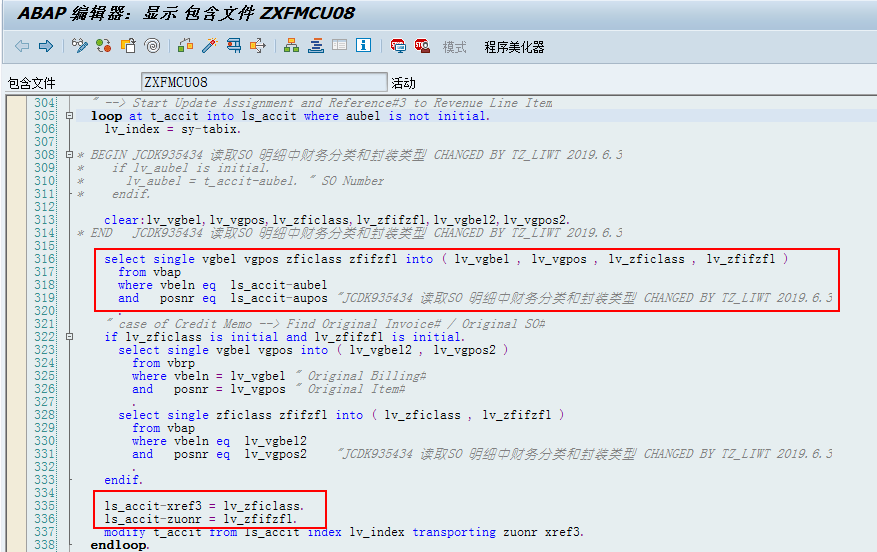 ABAP 编辑器：显示 包含文件 ZXFMCU08
模式 程序美化器
包含文件 ZXFMCU08 活动
304 " --> Start Update Assignment and Reference#3 to Revenue Line Item
305 loop at t_accit into ls_accit where aubel is not initial.
306 lv_index = sy-tabix.
307
308 * BEGIN JCDK935434 读取SO 明细中财务分类和封装类型 CHANGED BY TZ_LIWT 2019.6.3
309 * if lv_aubel is initial.
310 * lv_aubel = t_accit-aubel. " SO Number
311 * endif.
312
313 clear:lv_vgbel,lv_vgpos,lv_zficlass,lv_zfifzfl,lv_vgbel2,lv_vgpos2.
314 * END JCDK935434 读取SO 明细中财务分类和封装类型 CHANGED BY TZ_LIWT 2019.6.3
315
316 select single vgbel vgpos zficlass zfifzfl into ( lv_vgbel , lv_vgpos , lv_zficlass , lv_zfifzfl )
317 from vbap
318 where vbeln eq ls_accit-aubel
319 and posnr eq ls_accit-aupos "JCDK935434 读取SO 明细中财务分类和封装类型 CHANGED BY TZ_LIWT 2019.6.3
320 .
321 " case of Credit Memo --> Find Original Invoice# / Original SO#
322 if lv_zficlass is initial and lv_zfifzfl is initial.
323 select single vgbel vgpos into ( lv_vgbel2 , lv_vgpos2 )
324 from vbrp
325 where vbeln = lv_vgbel " Original Billing#
326 and posnr = lv_vgpos " Original Item#
327 .
328 select single zficlass zfifzfl into ( lv_zficlass , lv_zfifzfl )
329 from vbap
330 where vbeln eq lv_vgbel2
331 and posnr eq lv_vgpos2 "JCDK935434 读取SO 明细中财务分类和封装类型 CHANGED BY TZ_LIWT 2019.6.3
332 .
333 endif.
334
335 ls_accit-xref3 = lv_zficlass.
336 ls_accit-zuonr = lv_zfifzfl.
337 modify t_accit from ls_accit index lv_index transporting zuonr xref3.
338 endloop.